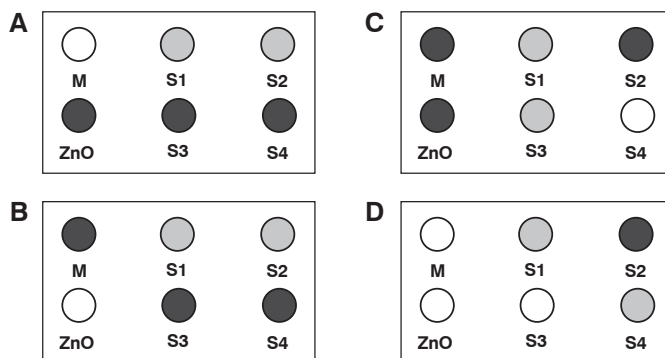 A
M S1 S2
ZnO S3 S4
C
M S1 S2
ZnO S3 S4
B
M S1 S2
ZnO S3 S4
D
M S1 S2
ZnO S3 S4